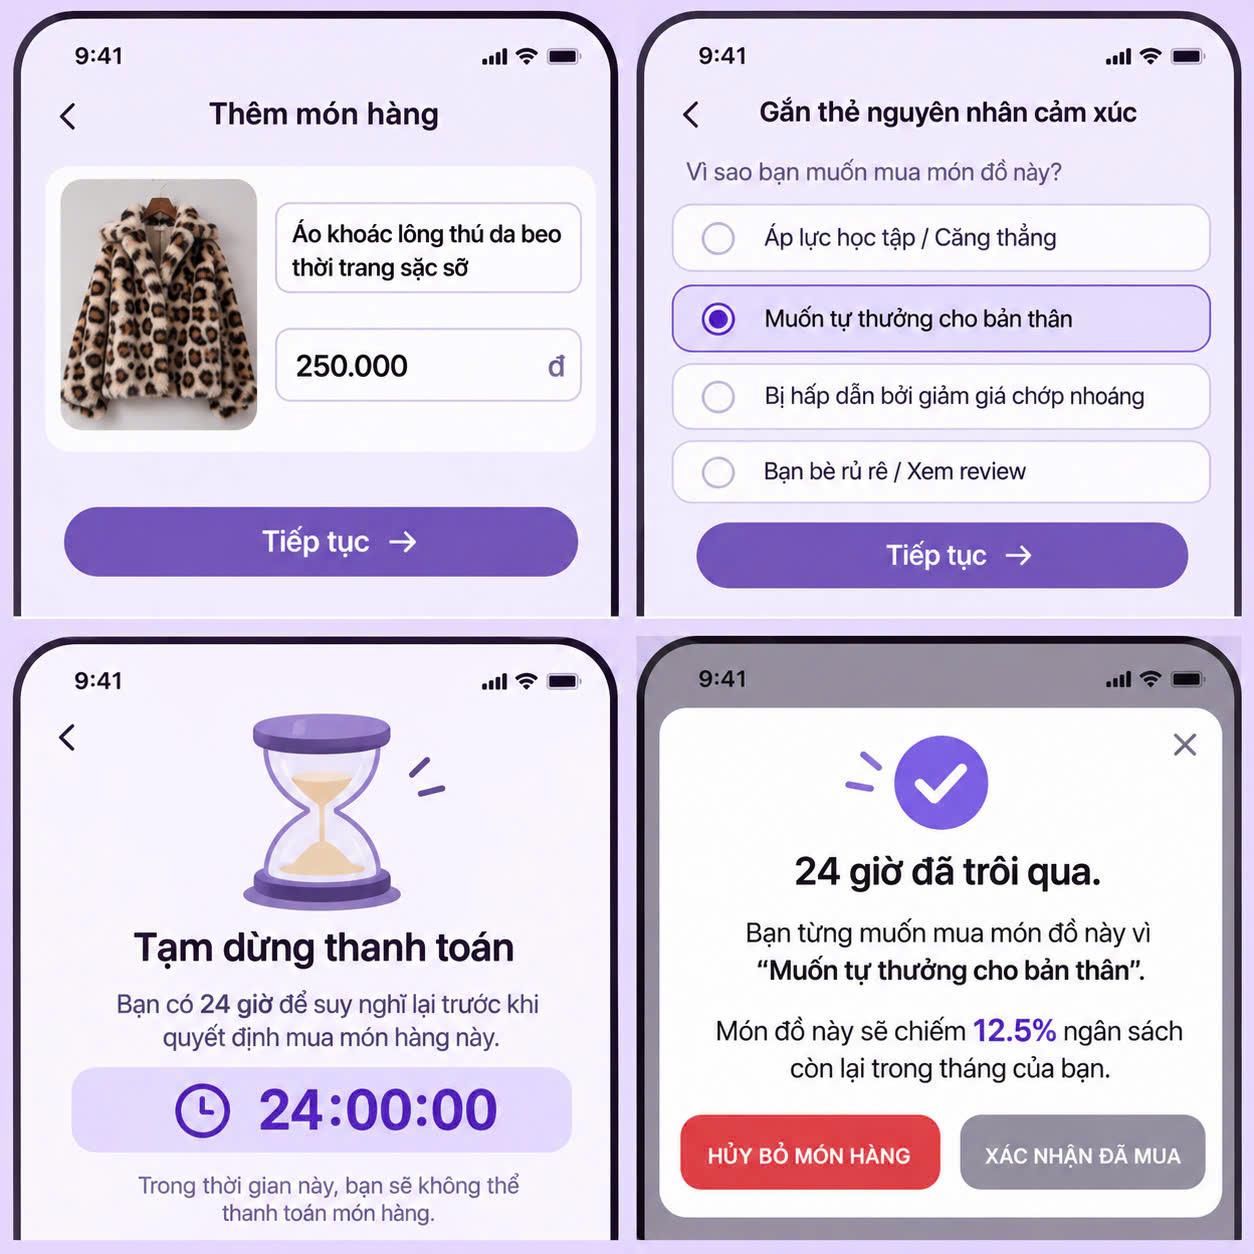 9:41
Thêm món hàng
Áo khoác lông thú da beo
thời trang sặc sỡ
250.000 đ
Tiếp tục →
9:41
Gắn thẻ nguyên nhân cảm xúc
Vì sao bạn muốn mua món đồ này?
Áp lực học tập / Căng thẳng
Muốn tự thưởng cho bản thân
Bị hấp dẫn bởi giảm giá chớp nhoáng
Bạn bè rủ rê / Xem review
Tiếp tục →
9:41
Tạm dừng thanh toán
Bạn có 24 giờ để suy nghĩ lại trước khi
quyết định mua món hàng này.
24:00:00
Trong thời gian này, bạn sẽ không thể
thanh toán món hàng.
9:41
24 giờ đã trôi qua.
Bạn từng muốn mua món đồ này vì
“Muốn tự thưởng cho bản thân”.
Món đồ này sẽ chiếm 12.5% ngân sách
còn lại trong tháng của bạn.
HỦY BỎ MÓN HÀNG
XÁC NHẬN ĐÃ MUA